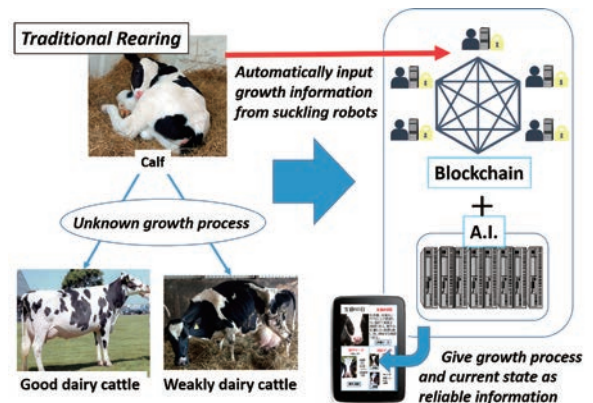 Traditional Rearing
Automatically input
growth information
from suckling robots
Calf
Unknown growth process
Good dairy cattle
Weakly dairy cattle
Blockchain
+
A.I.
Give growth process
and current state as
reliable information